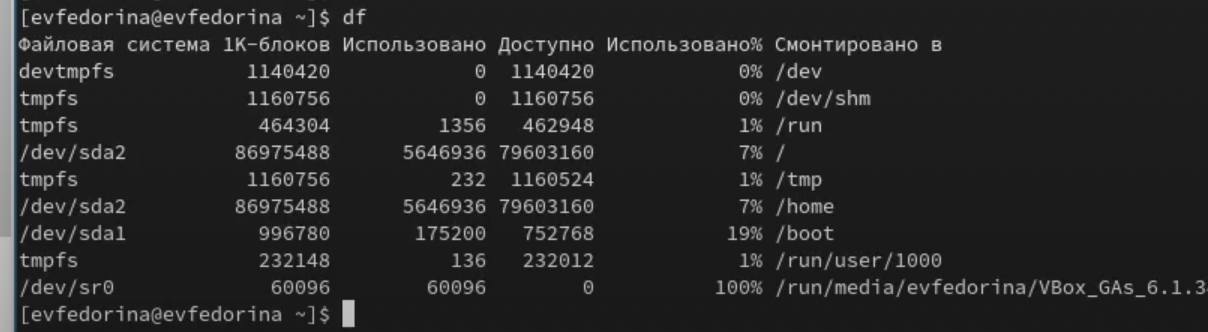 [evfedorina@evfedorina ~]$ df
Файловая система 1K-блоков Использовано Доступно Использовано% Смонтировано в
devtmpfs 1140420 0 1140420 0% /dev
tmpfs 1160756 0 1160756 0% /dev/shm
tmpfs 464304 1356 462948 1% /run
/dev/sda2 86975488 5646936 79603160 7% /
tmpfs 1160756 232 1160524 1% /tmp
/dev/sda2 86975488 5646936 79603160 7% /home
/dev/sda1 996780 175200 752768 19% /boot
tmpfs 232148 136 232012 1% /run/user/1000
/dev/sr0 60096 60096 0 100% /run/media/evfedorina/VBox_GAs_6.1.3
[evfedorina@evfedorina ~]$